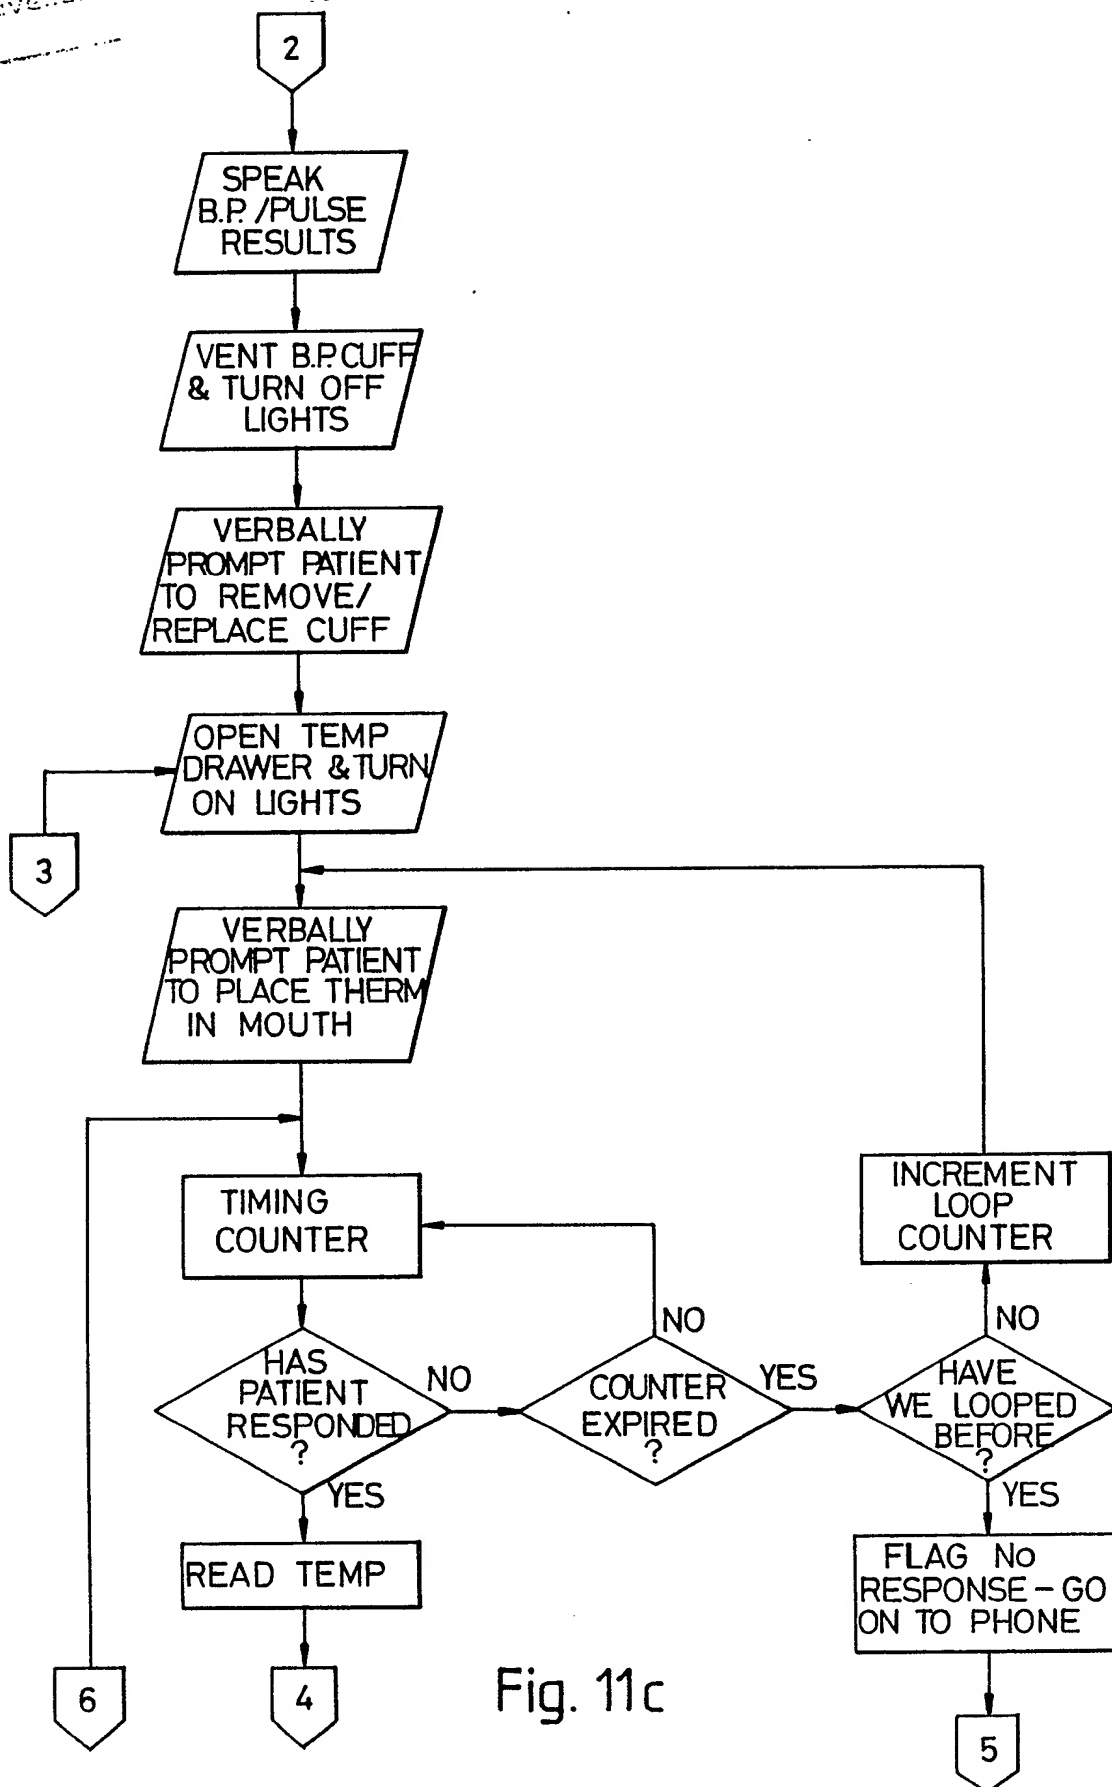 2
SPEAK
B.P./PULSE
RESULTS
VENT B.P. CUFF
& TURN OFF
LIGHTS
VERBALLY
PROMPT PATIENT
TO REMOVE/
REPLACE CUFF
OPEN TEMP
DRAWER & TURN
ON LIGHTS
3
VERBALLY
PROMPT PATIENT
TO PLACE THERM
IN MOUTH
TIMING
COUNTER
INCREMENT
LOOP
COUNTER
NO
NO
HAS
PATIENT
RESPONDED
?
NO
COUNTER
EXPIRED
?
YES
HAVE
WE LOOPED
BEFORE
?
YES
YES
READ TEMP
FLAG No
RESPONSE - GO
ON TO PHONE
6
4
Fig. 11c
5